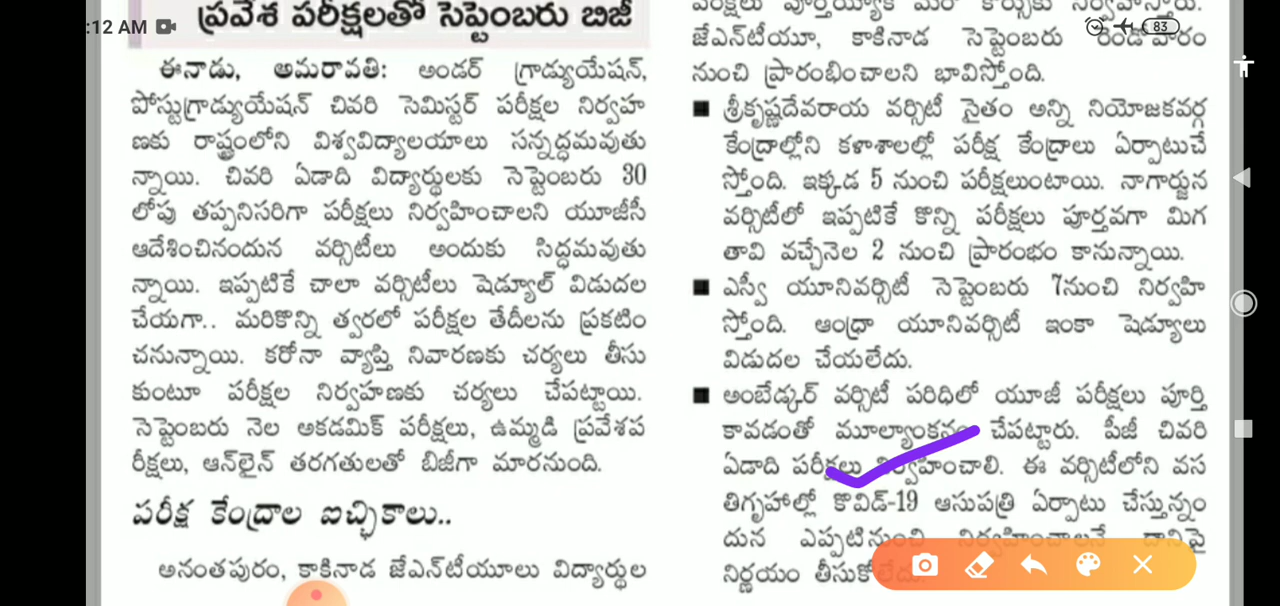 :12 AM
83
ప్రవేశ పరీక్షలతో సెప్టెంబరు బిజీ
ఈనాడు, అమరావతి: అండర్ గ్రాడ్యుయేషన్,
పోస్టుగ్రాడ్యుయేషన్ చివరి సెమిస్టర్ పరీక్షల నిర్వహ
ణకు రాష్ట్రంలోని విశ్వవిద్యాలయాలు సన్నద్ధమవుతు
న్నాయి. చివరి ఏడాది విద్యార్థులకు సెప్టెంబరు 30
లోపు తప్పనిసరిగా పరీక్షలు నిర్వహించాలని యూజీసీ
ఆదేశించినందున వర్సిటీలు అందుకు సిద్ధమవుతు
న్నాయి. ఇప్పటికే చాలా వర్సిటీలు షెడ్యూల్ విడుదల
చేయగా.. మరికొన్ని త్వరలో పరీక్షల తేదీలను ప్రకటిం
చనున్నాయి. కరోనా వ్యాప్తి నివారణకు చర్యలు తీసు
కుంటూ పరీక్షల నిర్వహణకు చర్యలు చేపట్టాయి.
సెప్టెంబరు నెల అకడమిక్ పరీక్షలు, ఉమ్మడి ప్రవేశప
రీక్షలు, ఆన్‌లైన్ తరగతులతో బిజీగా మారనుంది.
పరీక్ష కేంద్రాల ఐచ్ఛికాలు..
అనంతపురం, కాకినాడ జేఎన్‌టీయూలు విద్యార్థుల
జేఎన్‌టీయూ, కాకినాడ సెప్టెంబరు రెండోవారం
నుంచి ప్రారంభించాలని భావిస్తోంది.
■ శ్రీకృష్ణదేవరాయ వర్సిటీ సైతం అన్ని నియోజకవర్గ
కేంద్రాల్లోని కళాశాలల్లో పరీక్ష కేంద్రాలు ఏర్పాటుచే
స్తోంది. ఇక్కడ 5 నుంచి పరీక్షలుంటాయి. నాగార్జున
వర్సిటీలో ఇప్పటికే కొన్ని పరీక్షలు పూర్తవగా మిగ
తావి వచ్చేనెల 2 నుంచి ప్రారంభం కానున్నాయి.
■ ఎస్వీ యూనివర్సిటీ సెప్టెంబరు 7నుంచి నిర్వహి
స్తోంది. ఆంధ్రా యూనివర్సిటీ ఇంకా షెడ్యూలు
విడుదల చేయలేదు.
■ అంబేడ్కర్ వర్సిటీ పరిధిలో యూజీ పరీక్షలు పూర్తి
కావడంతో మూల్యాంకనం చేపట్టారు. పీజీ చివరి
ఏడాది పరీక్షలు నిర్వహించాలి. ఈ వర్సిటీలోని వస
తిగృహాల్లో కొవిడ్-19 ఆసుపత్రి ఏర్పాటు చేస్తున్నం
దున ఎప్పటినుంచి నిర్వహించాలనే దానిపై
నిర్ణయం తీసుకోలేదు.